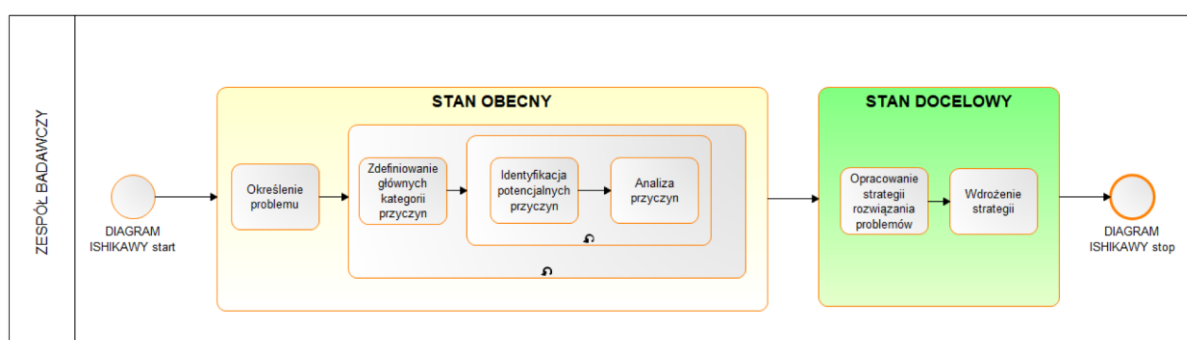 ZESPÓŁ BADAWCZY
DIAGRAM
ISHIKAWY start
STAN OBECNY
Określenie
problemu
Zdefiniowanie
głównych
kategorii
przyczyn
Identyfikacja
potencjalnych
przyczyn
Analiza
przyczyn
STAN DOCELOWY
Opracowanie
strategii
rozwiązania
problemów
Wdrożenie
strategii
DIAGRAM
ISHIKAWY stop